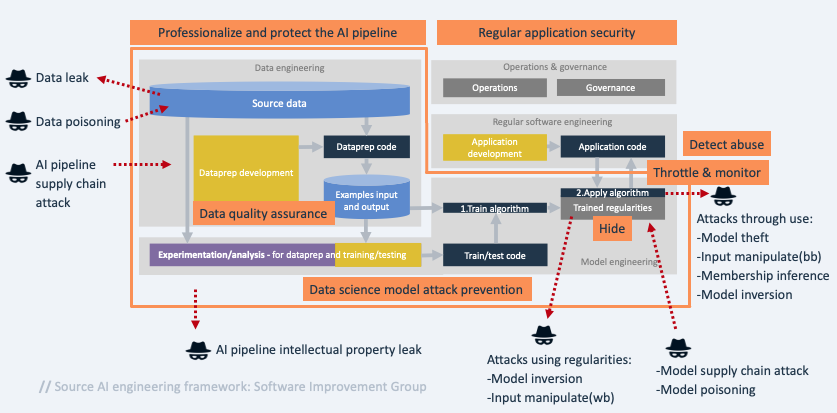 Professionalize and protect the AI pipeline
Regular application security
Data engineering
Operations & governance
Data leak
Source data
Operations
Governance
Data poisoning
Regular software engineering
Dataprep code
Application
development
Application code
Detect abuse
AI pipeline
supply chain
attack
Dataprep development
Throttle & monitor
Examples input
and output
1.Train algorithm
2.Apply algorithm
Trained regularities
Data quality assurance
Hide
Attacks through use:
-Model theft
-Input manipulate(bb)
-Membership inference
-Model inversion
Experimentation/analysis - for dataprep and training/testing
Train/test code
Model engineering
Data science model attack prevention
AI pipeline intellectual property leak
Attacks using regularities:
-Model inversion
-Input manipulate(wb)
-Model supply chain attack
-Model poisoning
// Source AI engineering framework: Software Improvement Group